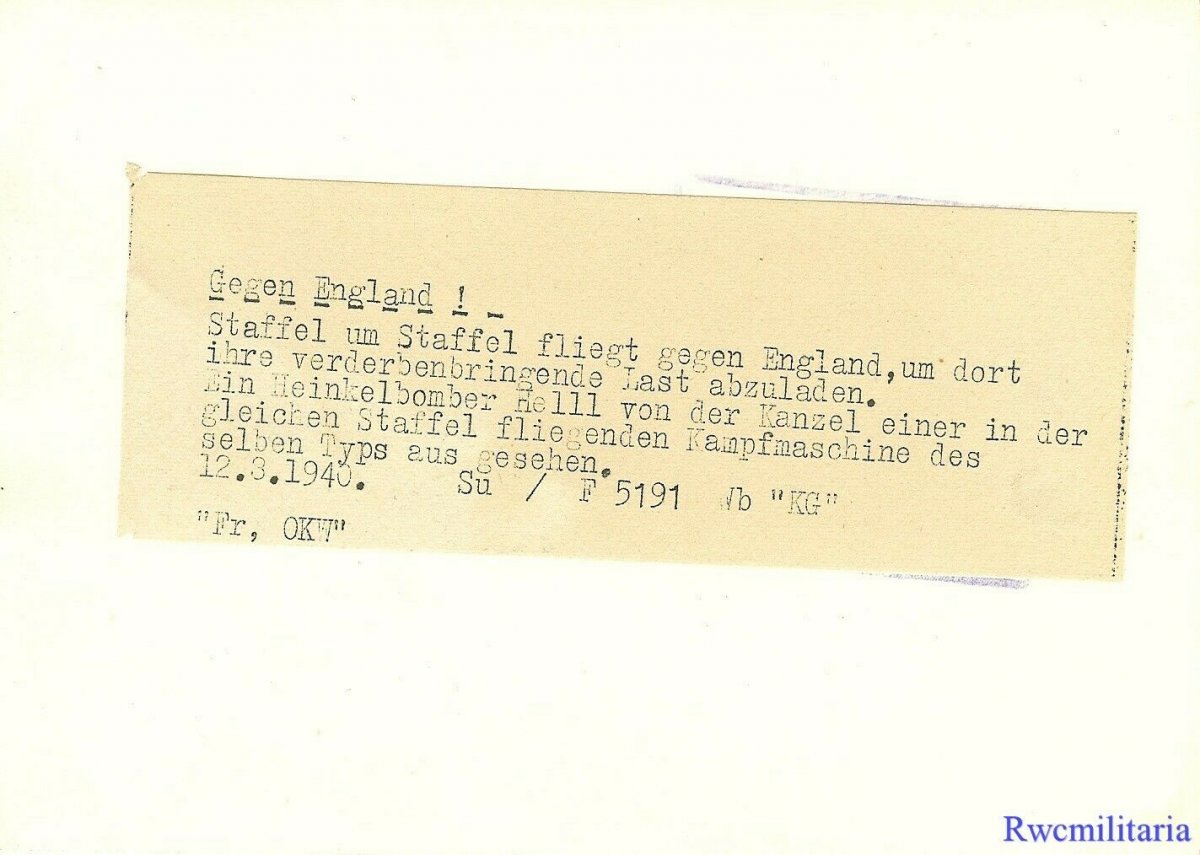 Gegen England ! _
Staffel um Staffel fliegt gegen England,um dort
ihre verderbenbringende Last abzuladen.
Ein Heinkelbomber He111 von der Kanzel einer in der
gleichen Staffel fliegenden Kampfmaschine des
selben Typs aus gesehen.
12.8.1940. Su / F 5191 Wb "KG"
"Fr, OKW"
Rwcmilitaria